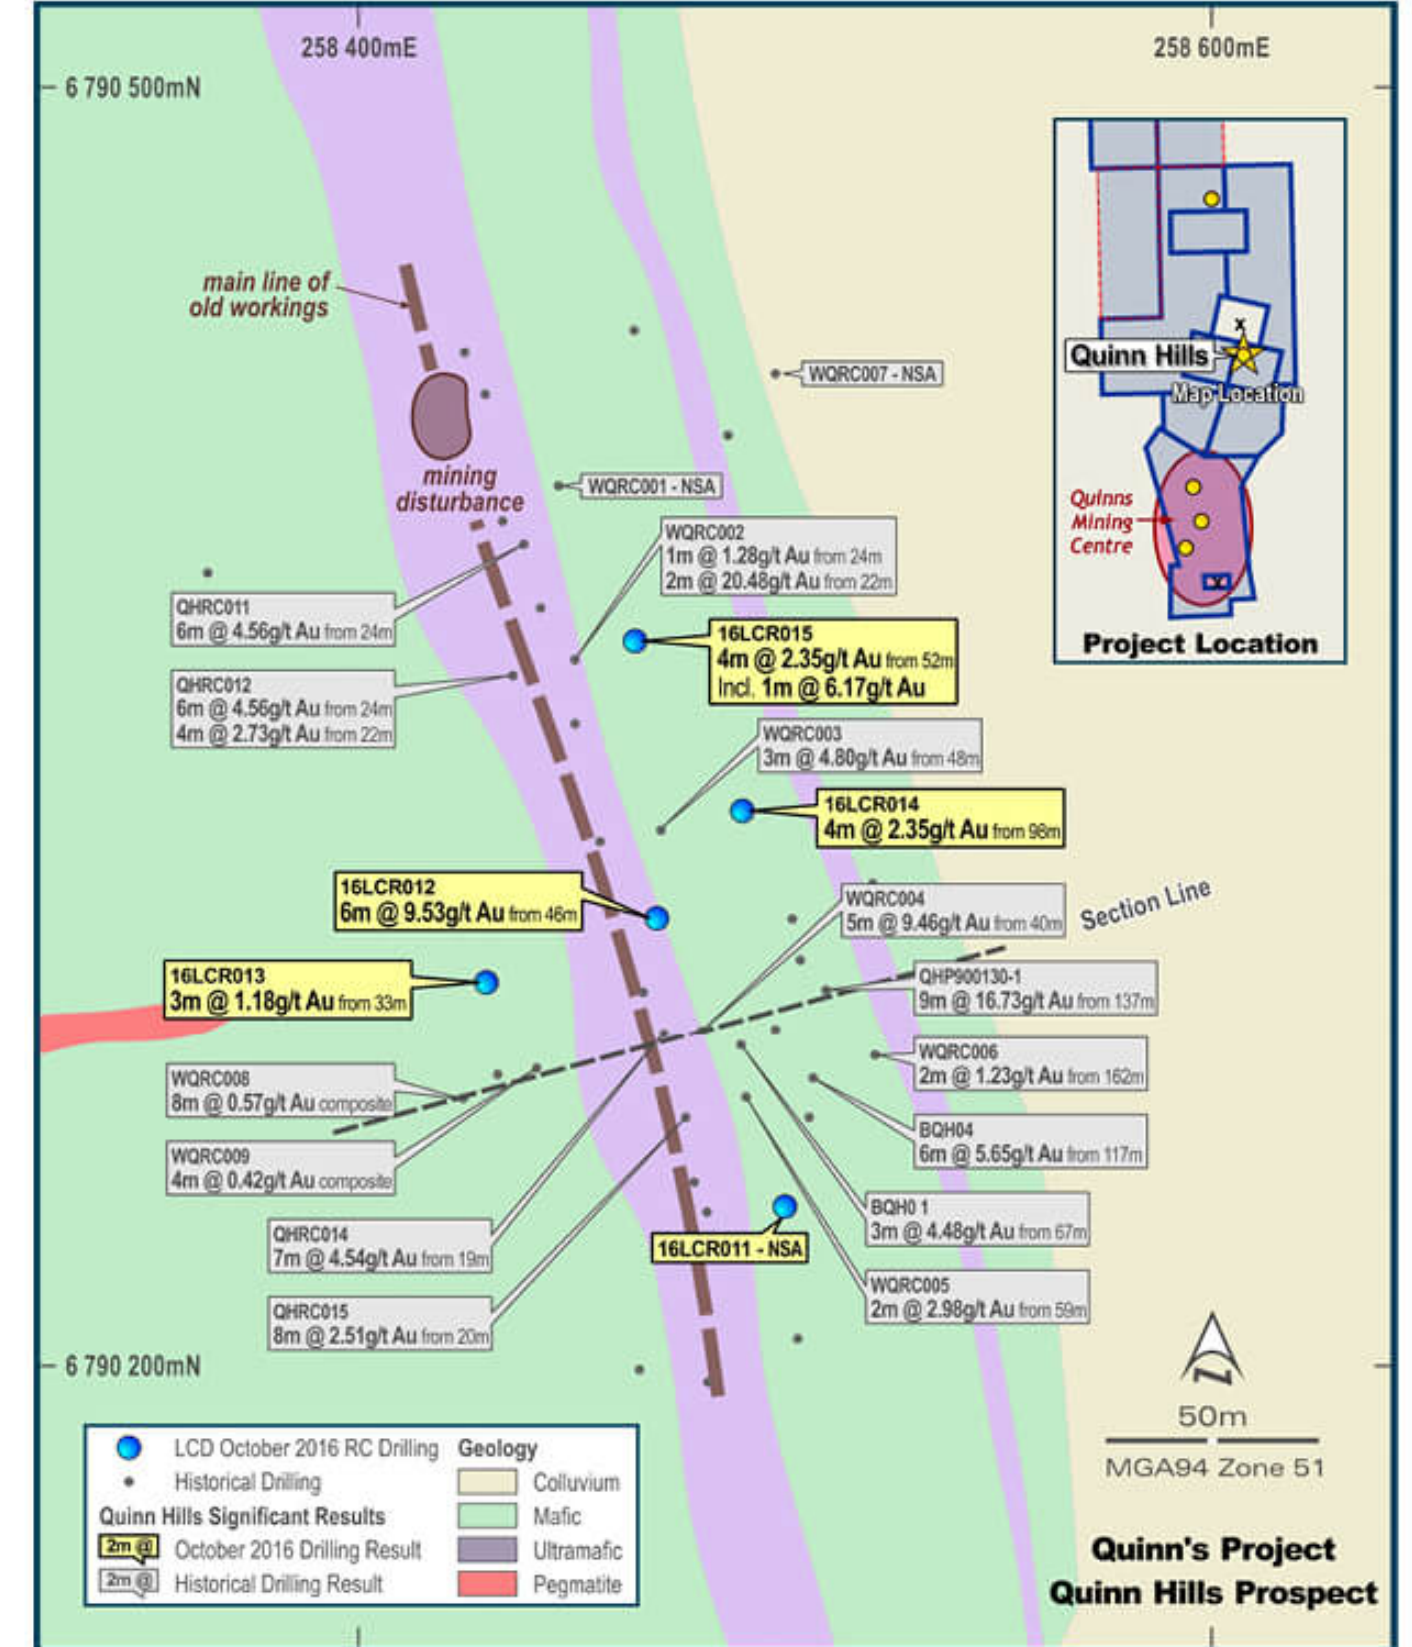 258 400mE
258 600mE
6 790 500mN
main line of
old workings
WQRC007 - NSA
x
Quinn Hills
Map Location
mining
disturbance
WQRC001 - NSA
Quinns
Mining
Centre
x
Project Location
WQRC002
1m @ 1.28g/t Au from 24m
2m @ 20.48g/t Au from 22m
QHRC011
6m @ 4.56g/t Au from 24m
16LCR015
4m @ 2.35g/t Au from 52m
Incl. 1m @ 6.17g/t Au
QHRC012
6m @ 4.56g/t Au from 24m
4m @ 2.73g/t Au from 22m
WQRC003
3m @ 4.80g/t Au from 48m
16LCR014
4m @ 2.35g/t Au from 98m
16LCR012
6m @ 9.53g/t Au from 46m
WQRC004
5m @ 9.46g/t Au from 40m
Section Line
16LCR013
3m @ 1.18g/t Au from 33m
QHP900130-1
9m @ 16.73g/t Au from 137m
WQRC006
2m @ 1.23g/t Au from 162m
WQRC008
8m @ 0.57g/t Au composite
BQH04
6m @ 5.65g/t Au from 117m
WQRC009
4m @ 0.42g/t Au composite
BQH0 1
3m @ 4.48g/t Au from 67m
QHRC014
7m @ 4.54g/t Au from 19m
16LCR011 - NSA
WQRC005
2m @ 2.98g/t Au from 59m
QHRC015
8m @ 2.51g/t Au from 20m
6 790 200mN
N
50m
MGA94 Zone 51
LCD October 2016 RC Drilling
Historical Drilling
Quinn Hills Significant Results
2m @ October 2016 Drilling Result
2m @ Historical Drilling Result
Geology
Colluvium
Mafic
Ultramafic
Pegmatite
Quinn's Project
Quinn Hills Prospect